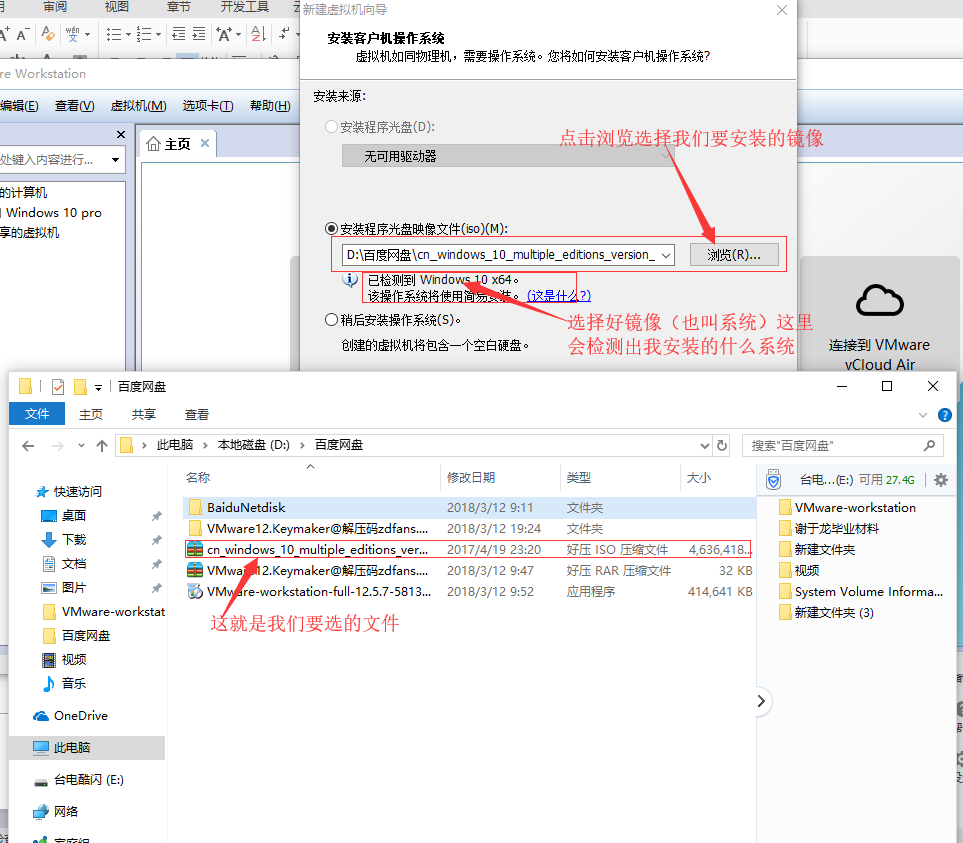 审阅 视图 章节 开发工具
新建虚拟机向导
安装客户机操作系统
虚拟机如同物理机，需要操作系统。您将如何安装客户机操作系统?
re Workstation
编辑(E) 查看(V) 虚拟机(M) 选项卡(T) 帮助(H)
安装来源:
安装程序光盘(D):
无可用驱动器
点击浏览选择我们要安装的镜像
主页
处键入内容进行...
的计算机
Windows 10 pro
享的虚拟机
安装程序光盘映像文件(iso)(M):
D:\百度网盘\cn_windows_10_multiple_editions_version_
浏览(R)...
已检测到 Windows 10 x64。
该操作系统将使用简易安装。 (这是什么?)
稍后安装操作系统(S)。
创建的虚拟机将包含一个空白硬盘。
选择好镜像（也叫系统）这里
会检测出我安装的什么系统
连接到 VMware
vCloud Air
百度网盘
文件 主页 共享 查看
此电脑 本地磁盘 (D:) 百度网盘
搜索"百度网盘"
名称 修改日期 类型 大小
台电...(E:) 可用 27.4G
BaiduNetdisk 2018/3/12 9:11 文件夹
VMware12.Keymaker@解压码zdfans.... 2018/3/12 19:24 文件夹
cn_windows_10_multiple_editions_ver... 2017/4/19 23:20 好压 ISO 压缩文件 4,636,418...
VMware12.Keymaker@解压码zdfans.... 2018/3/12 9:47 好压 RAR 压缩文件 32 KB
VMware-workstation-full-12.5.7-5813... 2018/3/12 9:52 应用程序 414,641 KB
这就是我们要选的文件
快速访问
桌面
下载
文档
图片
VMware-workstat
百度网盘
视频
音乐
OneDrive
此电脑
台电酷闪 (E:)
网络
家庭组
VMware-workstation
谢于龙毕业材料
新建文件夹
视频
System Volume Informa...
新建文件夹 (3)